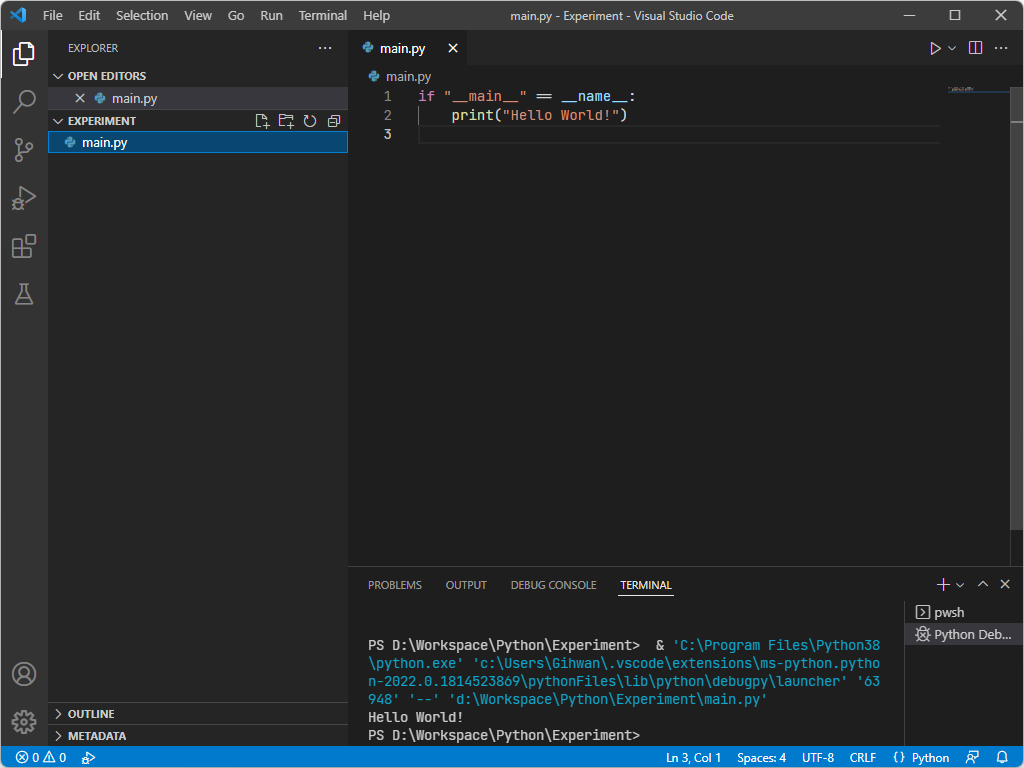 File Edit Selection View Go Run Terminal Help
main.py - Experiment - Visual Studio Code
EXPLORER
OPEN EDITORS
main.py
EXPERIMENT
main.py
OUTLINE
METADATA
main.py
main.py
1 if "__main__" == __name__:
2 print("Hello World!")
3
PROBLEMS OUTPUT DEBUG CONSOLE TERMINAL
PS D:\Workspace\Python\Experiment> & 'C:\Program Files\Python38
\python.exe' 'c:\Users\Gihwan\.vscode\extensions\ms-python.pytho
n-2022.0.1814523869\pythonFiles\lib\python\debugpy\launcher' '63
948' '--' 'd:\Workspace\Python\Experiment\main.py'
Hello World!
PS D:\Workspace\Python\Experiment>
pwsh
Python Deb...
0 0
Ln 3, Col 1 Spaces: 4 UTF-8 CRLF {} Python